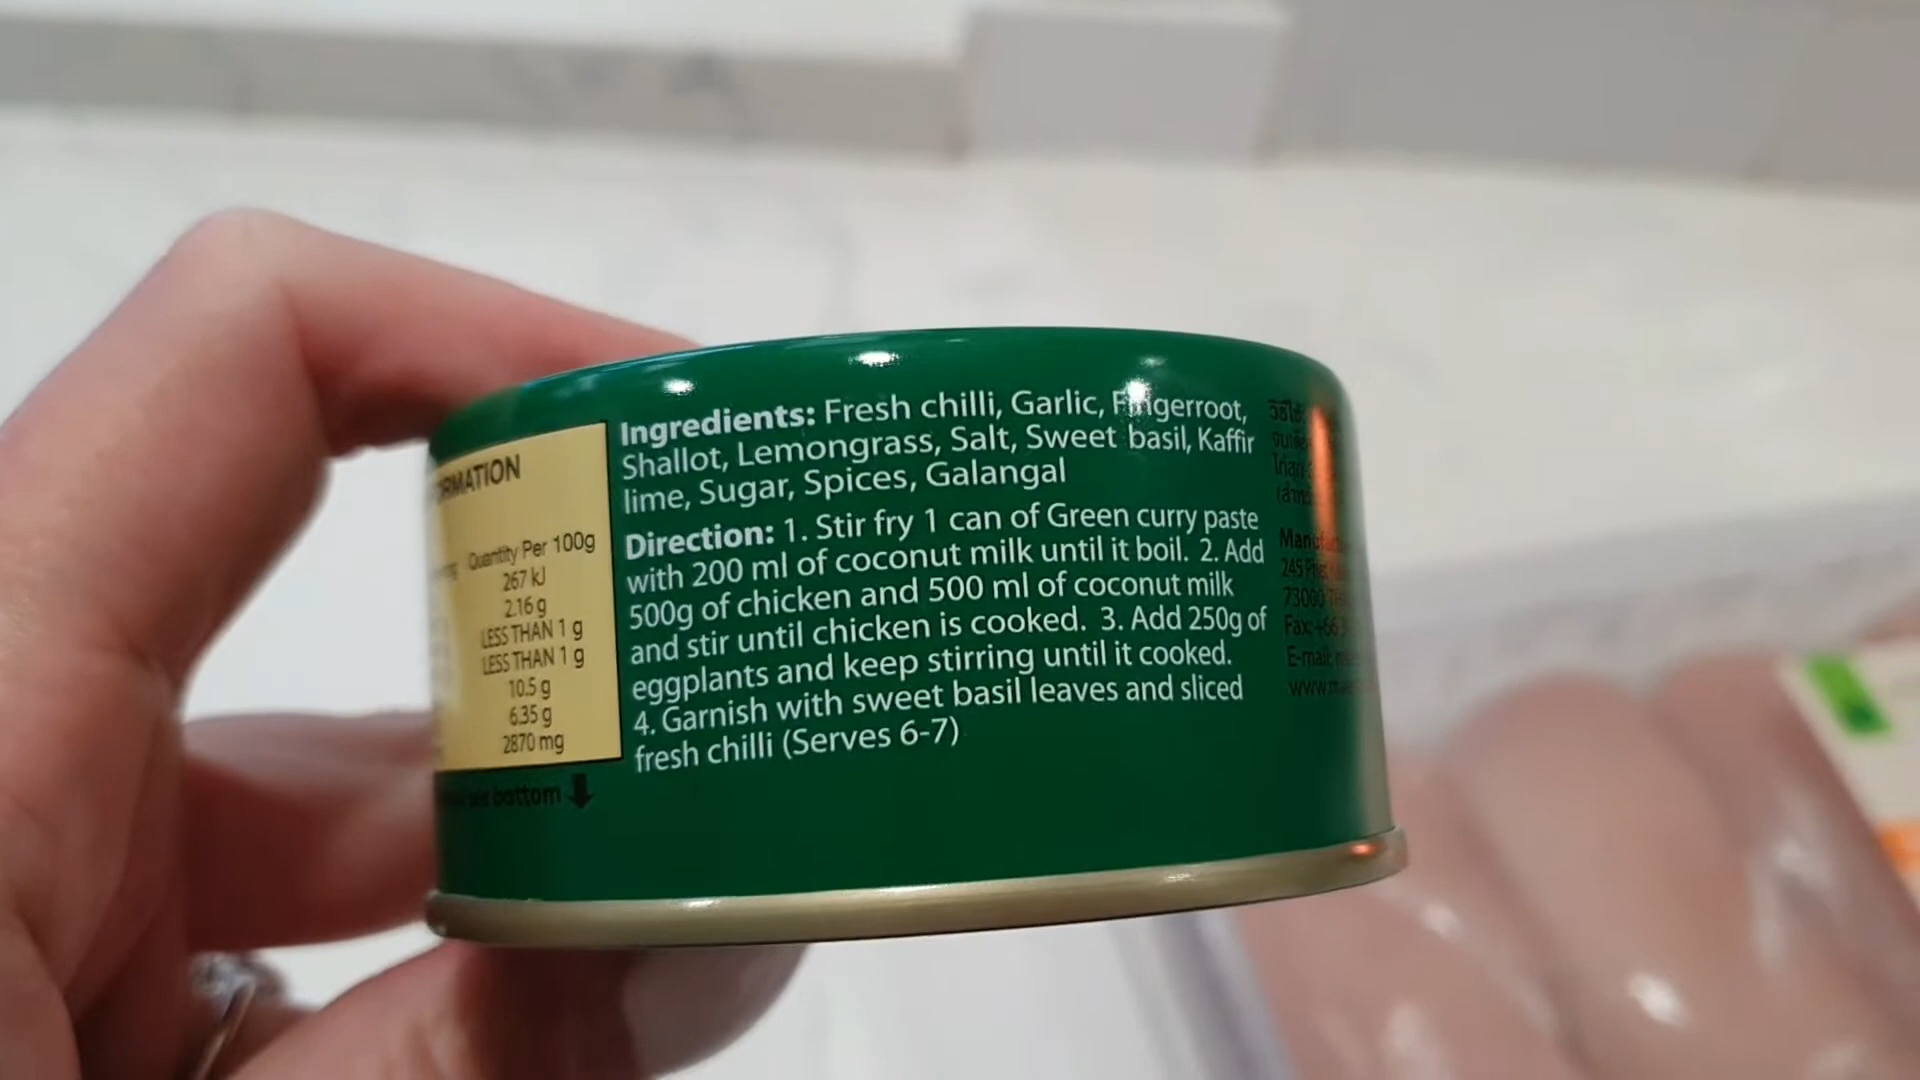 Quantity Per 100g
267 kJ
2.16 g
LESS THAN 1 g
LESS THAN 1 g
10.5 g
6.35 g
2870 mg
bottom
Ingredients: Fresh chilli, Garlic, Fingerroot,
Shallot, Lemongrass, Salt, Sweet basil, Kaffir
lime, Sugar, Spices, Galangal
Direction: 1. Stir fry 1 can of Green curry paste
with 200 ml of coconut milk until it boil. 2. Add
500g of chicken and 500 ml of coconut milk
and stir until chicken is cooked. 3. Add 250g of
eggplants and keep stirring until it cooked.
4. Garnish with sweet basil leaves and sliced
fresh chilli (Serves 6-7)
245
73000
Fax: +66
E-mail: